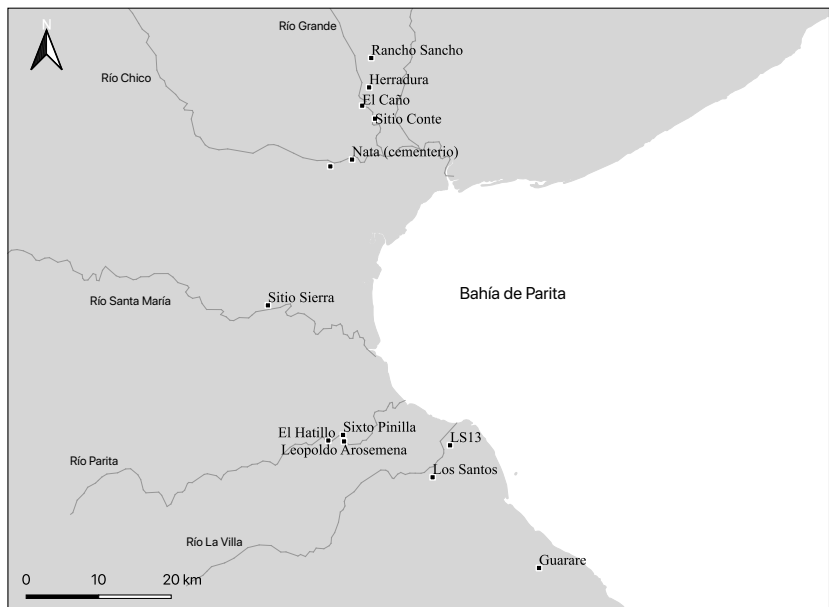 N
Río Grande
Rancho Sancho
Río Chico
Herradura
El Caño
Sitio Conte
Nata (cementerio)
Bahía de Parita
Río Santa María
Sitio Sierra
El Hatillo
Sixto Pinilla
Leopoldo Arosemena
LS13
Río Parita
Los Santos
Río La Villa
Guarare
0 10 20 km